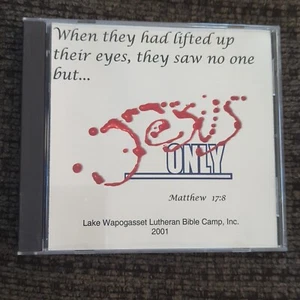 When they had lifted up
their eyes, they saw no one
but...
Jesus
ONLY
Matthew 17:8
Lake Wapogasset Lutheran Bible Camp, Inc.
2001